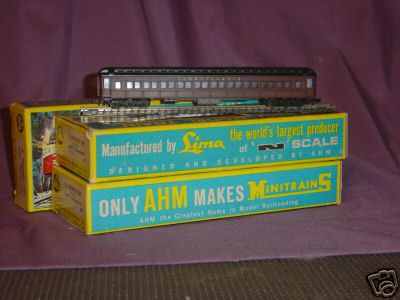 PENNSYLVANIA
Manufactured by Lima the world's largest producer
of "N" SCALE
DESIGNED AND DEVELOPED BY AHM
ONLY AHM MAKES MINITRAINS
AHM the Greatest Name in Model Railroading